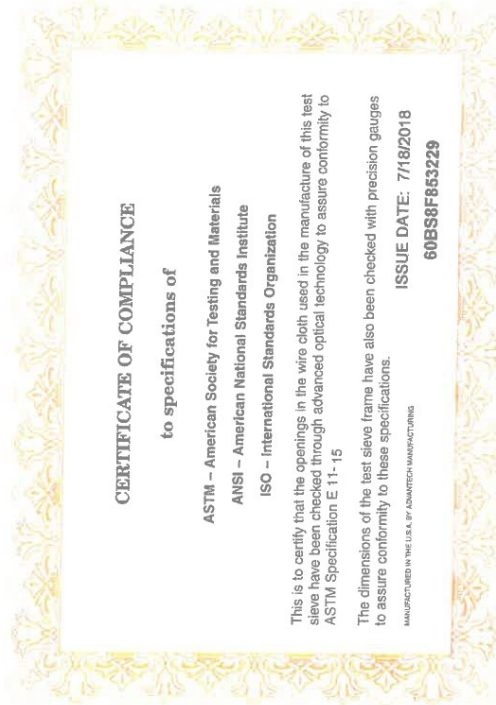 CERTIFICATE OF COMPLIANCE
to specifications of
ASTM – American Society for Testing and Materials
ANSI – American National Standards Institute
ISO – International Standards Organization
This is to certify that the openings in the wire cloth used in the manufacture of this test
sieve have been checked through advanced optical technology to assure conformity to
ASTM Specification E 11- 15
The dimensions of the test sieve frame have also been checked with precision gauges
to assure conformity to these specifications.
ISSUE DATE: 7/18/2018
MANUFACTURED IN THE U.S.A. BY ADVANTECH MANUFACTURING
60BS8F853229